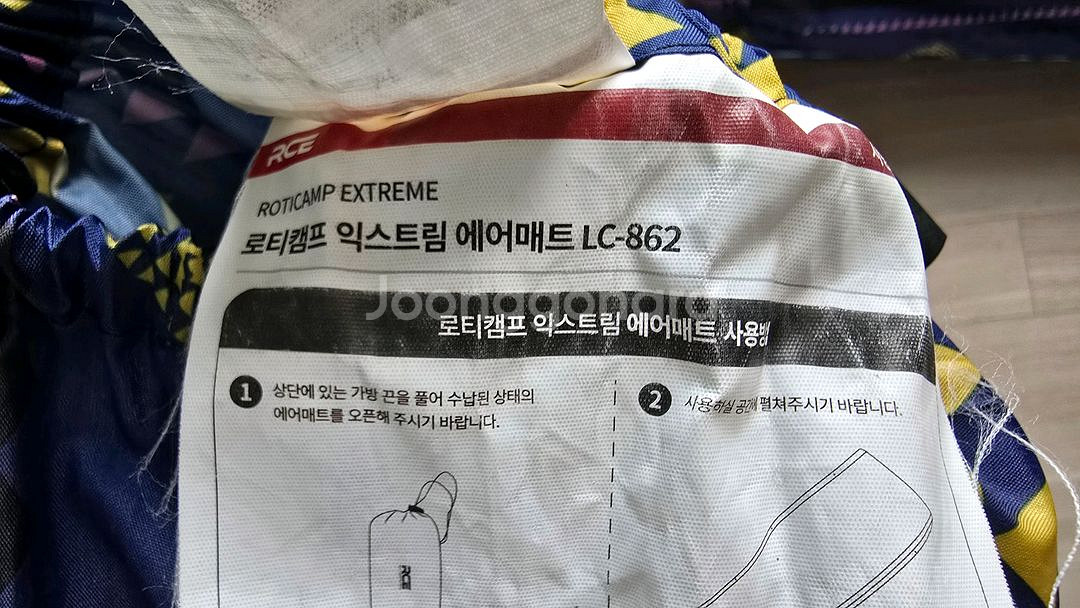 RCE
ROTICAMP EXTREME
로티캠프 익스트림 에어매트 LC-862
Joonggonara
로티캠프 익스트림 에어매트 사용방
1 상단에 있는 가방 끈을 풀어 수납된 상태의
에어매트를 오픈해 주시기 바랍니다.
2 사용하실 공간에 펼쳐주시기 바랍니다.
RCE